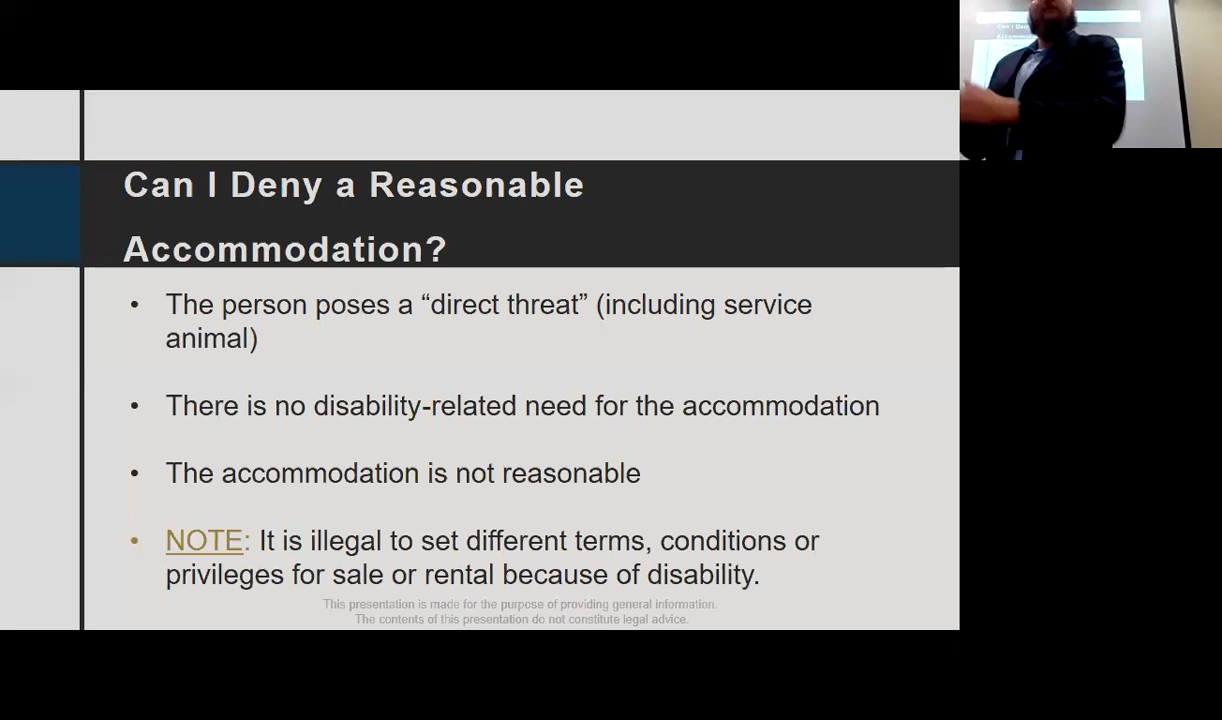 Can I Deny a Reasonable
Accommodation?
• The person poses a “direct threat” (including service
animal)
• There is no disability-related need for the accommodation
• The accommodation is not reasonable
• NOTE: It is illegal to set different terms, conditions or
privileges for sale or rental because of disability.
This presentation is made for the purpose of providing general information.
The contents of this presentation do not constitute legal advice.
Can I Deny